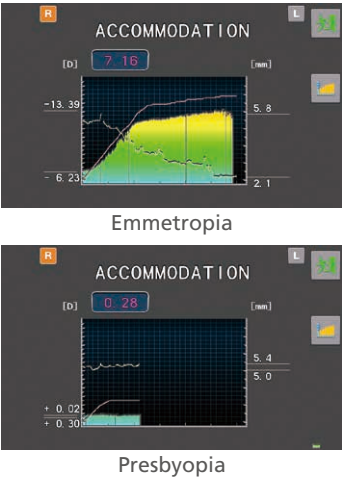 R
L
ACCOMMODATION
[D]
7.16
[mm]
-13.39
5.8
- 6.23
2.1
Emmetropia
R
L
ACCOMMODATION
[D]
0.28
[mm]
5.4
5.0
+ 0.02
+ 0.30
Presbyopia